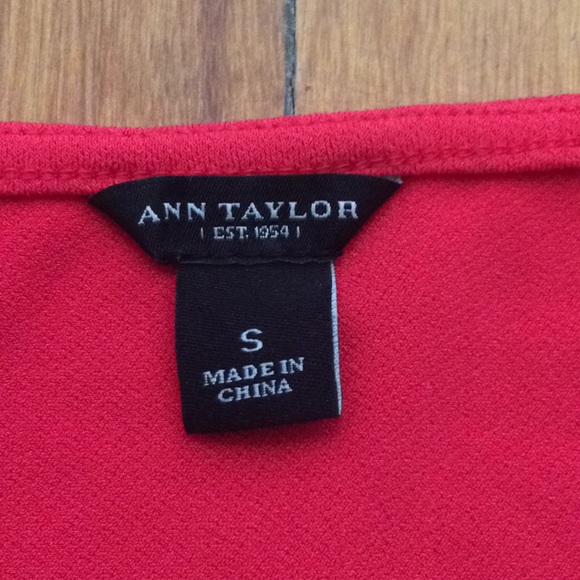 ANN TAYLOR
EST. 1954
S
MADE IN
CHINA